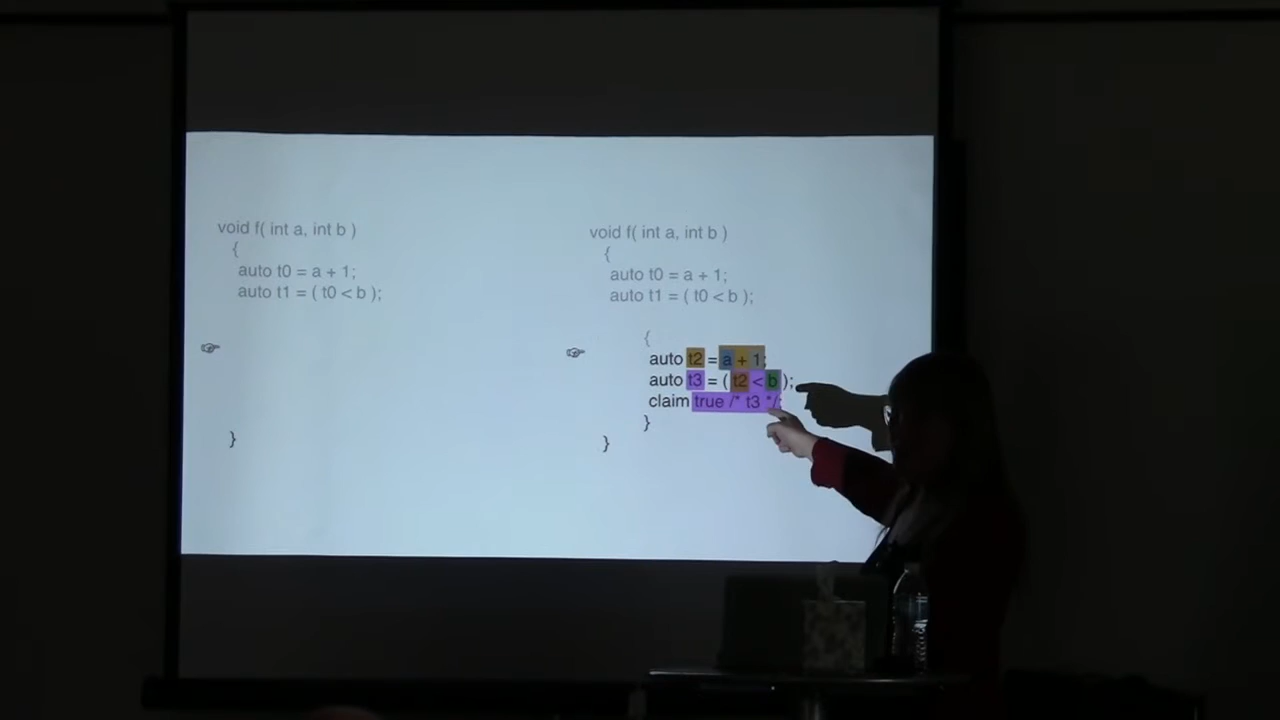 void f( int a, int b )
{
auto t0 = a + 1;
auto t1 = ( t0 < b );
}
void f( int a, int b )
{
auto t0 = a + 1;
auto t1 = ( t0 < b );
{
auto t2 = a + 1;
auto t3 = ( t2 < b );
claim true /* t3 */;
}
}